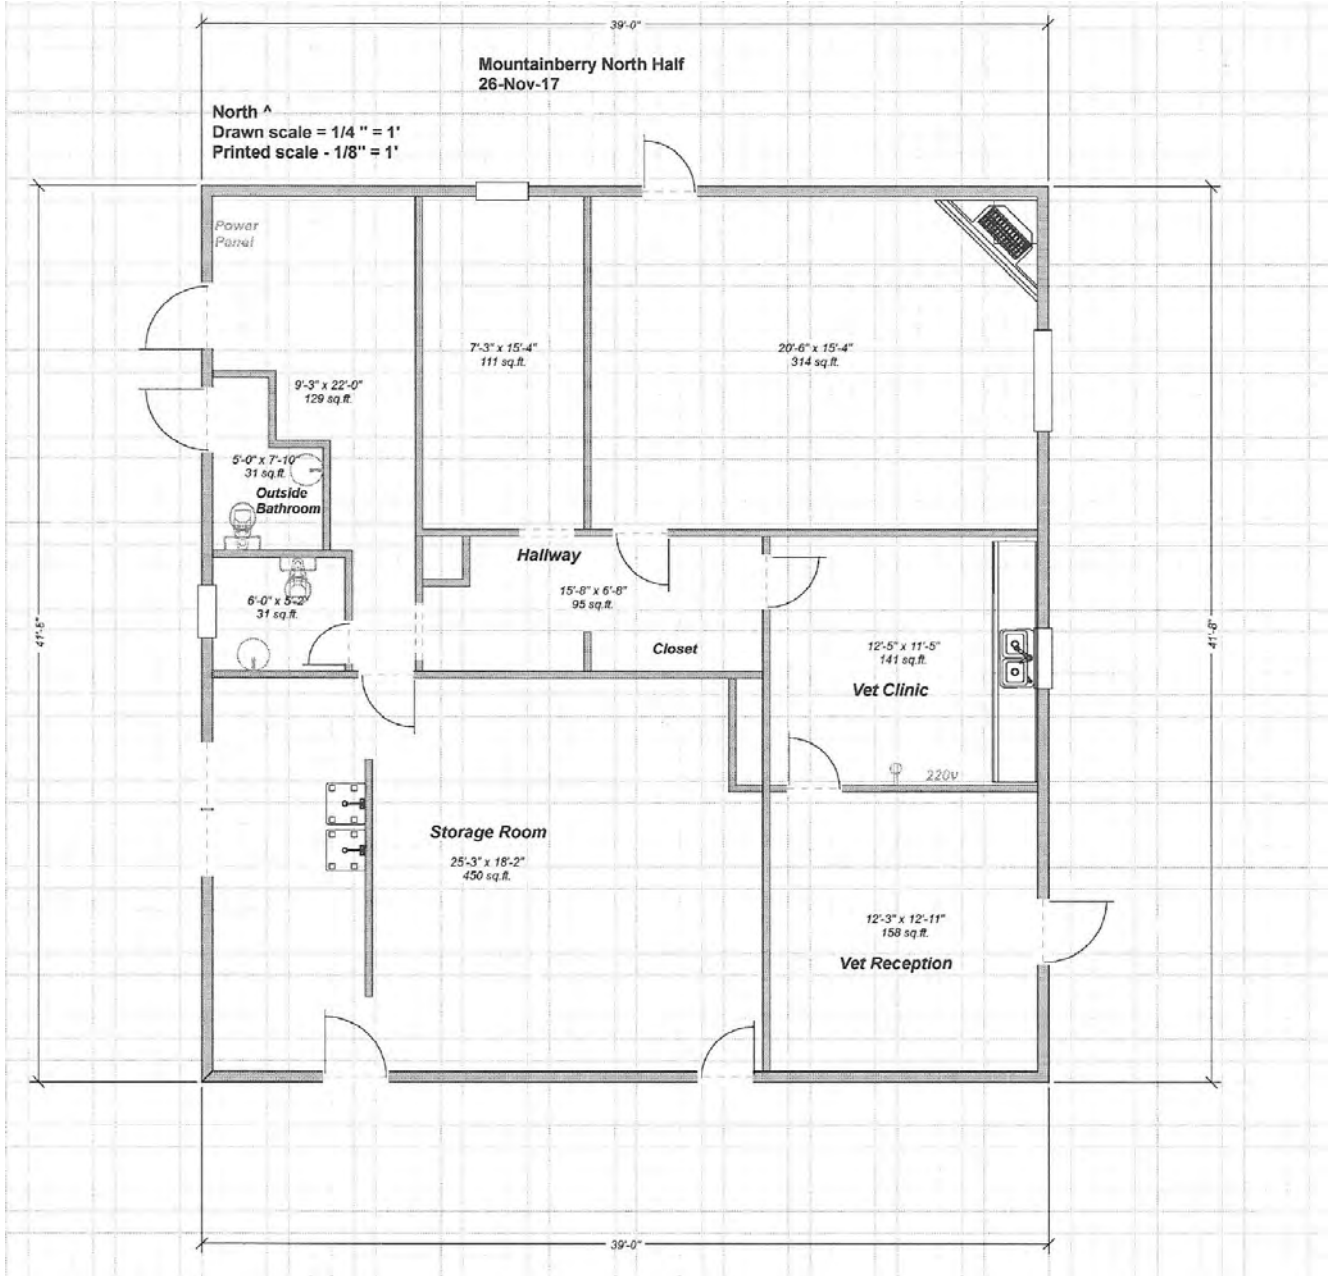 39'-0"
Mountainberry North Half
26-Nov-17
North ^
Drawn scale = 1/4 " = 1'
Printed scale - 1/8" = 1'
Power
Panel
7'-3" x 15'-4"
111 sq.ft.
20'-6" x 15'-4"
314 sq.ft.
9'-3" x 22'-0"
129 sq.ft.
5'-0" x 7'-10"
31 sq.ft.
Outside
Bathroom
Hallway
15'-8" x 6'-8"
95 sq.ft.
6'-0" x 5'-2"
31 sq.ft.
41'-8"
41'-8"
Closet
12'-5" x 11'-5"
141 sq.ft.
Vet Clinic
220v
Storage Room
25'-3" x 18'-2"
450 sq.ft.
12'-3" x 12'-11"
158 sq.ft.
Vet Reception
39'-0"